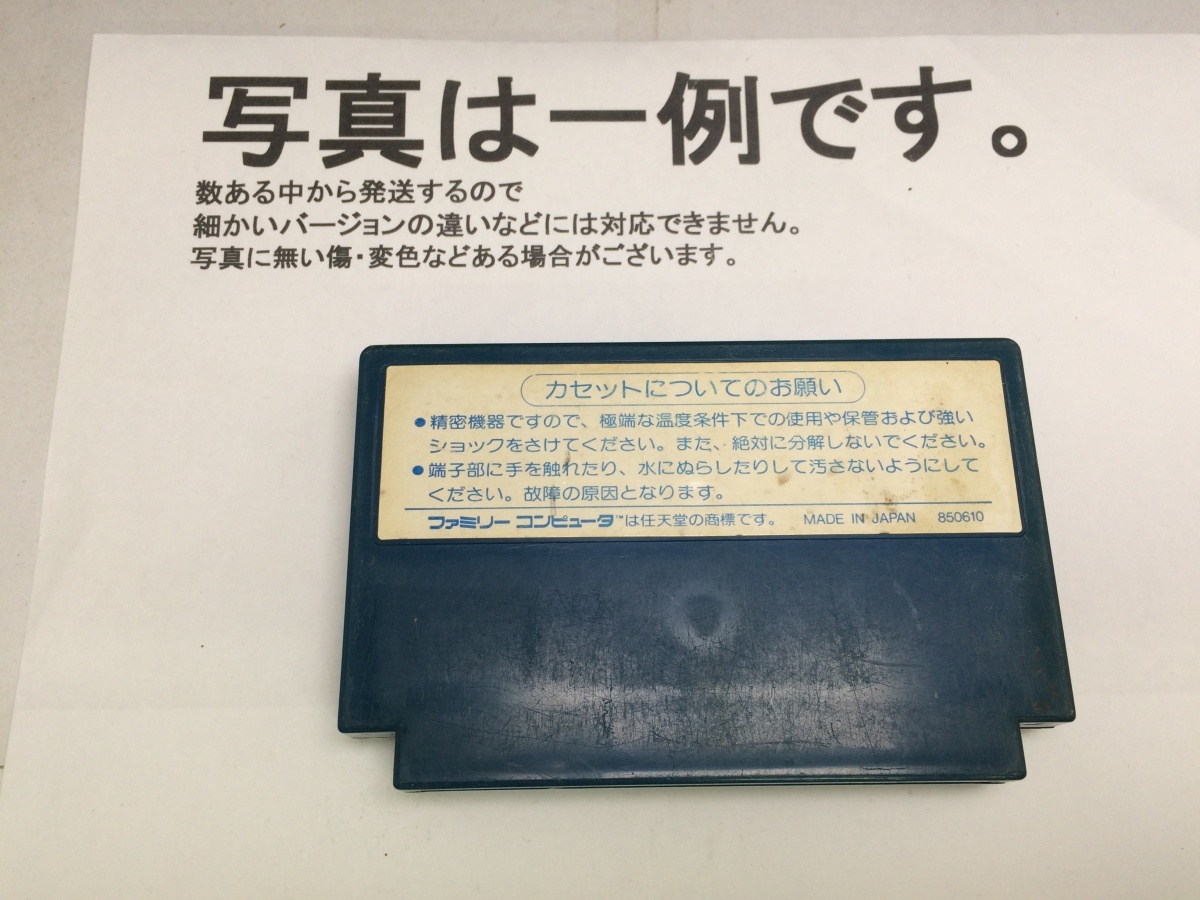 写真は一例です。
数ある中から発送するので
細かいバージョンの違いなどには対応できません。
写真に無い傷・変色などある場合がございます。
カセットについてのお願い
●精密機器ですので、極端な温度条件下での使用や保管および強い
ショックをさけてください。また、絶対に分解しないでください。
●端子部に手を触れたり、水にぬらしたりして汚さないようにして
ください。故障の原因となります。
ファミリー コンピュータ™は任天堂の商標です。 MADE IN JAPAN 850610